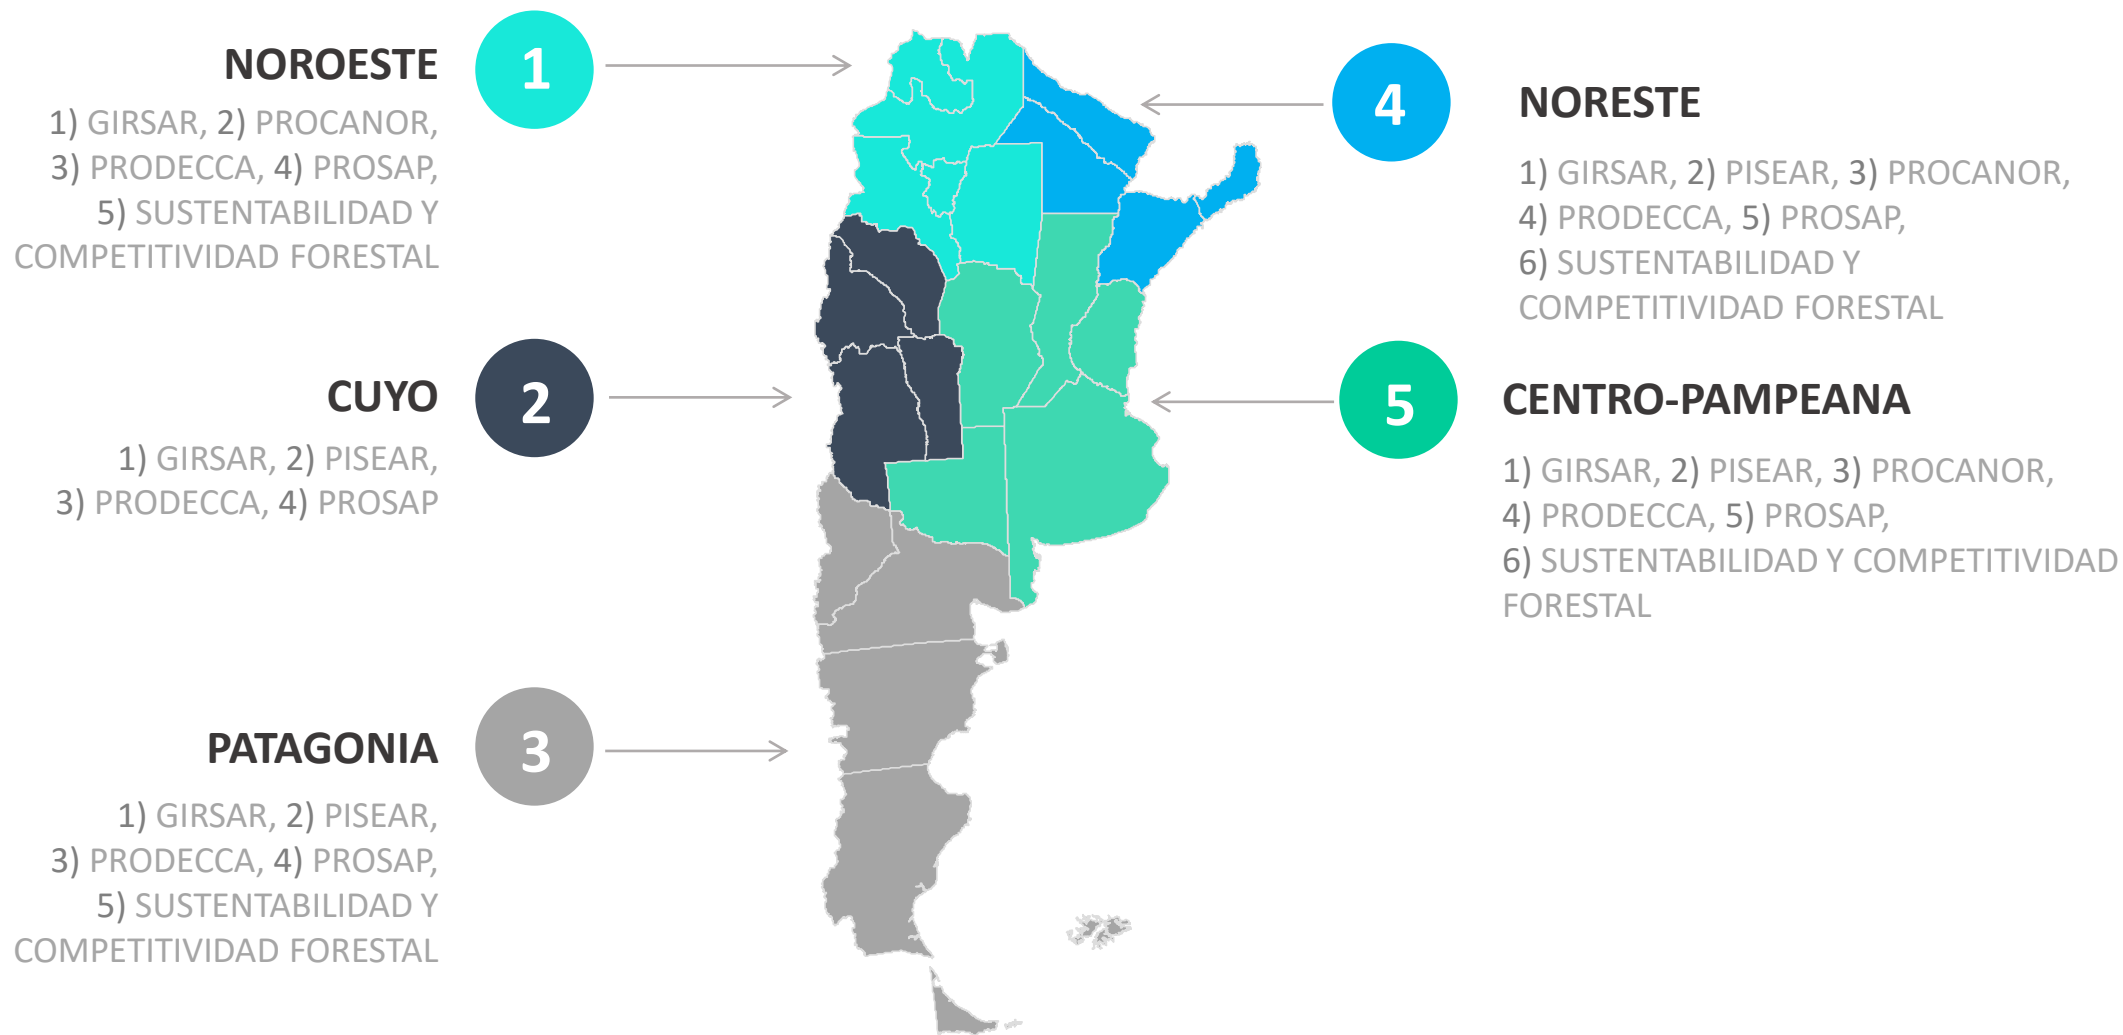 NOROESTE
1
1) GIRSAR, 2) PROCANOR,
3) PRODECCA, 4) PROSAP,
5) SUSTENTABILIDAD Y
COMPETITIVIDAD FORESTAL
CUYO
2
1) GIRSAR, 2) PISEAR,
3) PRODECCA, 4) PROSAP
PATAGONIA
3
1) GIRSAR, 2) PISEAR,
3) PRODECCA, 4) PROSAP,
5) SUSTENTABILIDAD Y
COMPETITIVIDAD FORESTAL
4
NORESTE
1) GIRSAR, 2) PISEAR, 3) PROCANOR,
4) PRODECCA, 5) PROSAP,
6) SUSTENTABILIDAD Y
COMPETITIVIDAD FORESTAL
5
CENTRO-PAMPEANA
1) GIRSAR, 2) PISEAR, 3) PROCANOR,
4) PRODECCA, 5) PROSAP,
6) SUSTENTABILIDAD Y COMPETITIVIDAD
FORESTAL